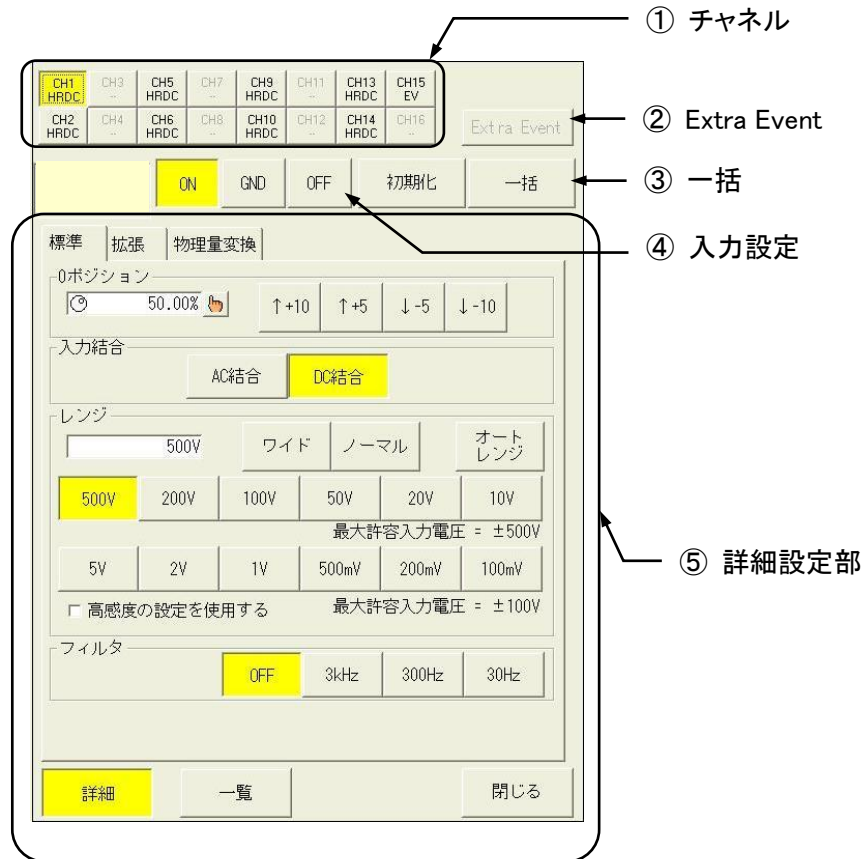 ① チャネル
CH1 CH3 CH5 CH7 CH9 CH11 CH13 CH15
HRDC -- HRDC -- HRDC -- HRDC EV
CH2 CH4 CH6 CH8 CH10 CH12 CH14 CH16
HRDC -- HRDC -- HRDC -- HRDC --
Extra Event
② Extra Event
ON GND OFF 初期化 一括
③ 一括
④ 入力設定
標準 拡張 物理量変換
0ポジション
50.00% ↑+10 ↑+5 ↓-5 ↓-10
入力結合
AC結合 DC結合
レンジ
500V ワイド ノーマル オート
レンジ
500V 200V 100V 50V 20V 10V
最大許容入力電圧 = ±500V
5V 2V 1V 500mV 200mV 100mV
高感度の設定を使用する 最大許容入力電圧 = ±100V
⑤ 詳細設定部
フィルタ
OFF 3kHz 300Hz 30Hz
詳細 一覧 閉じる